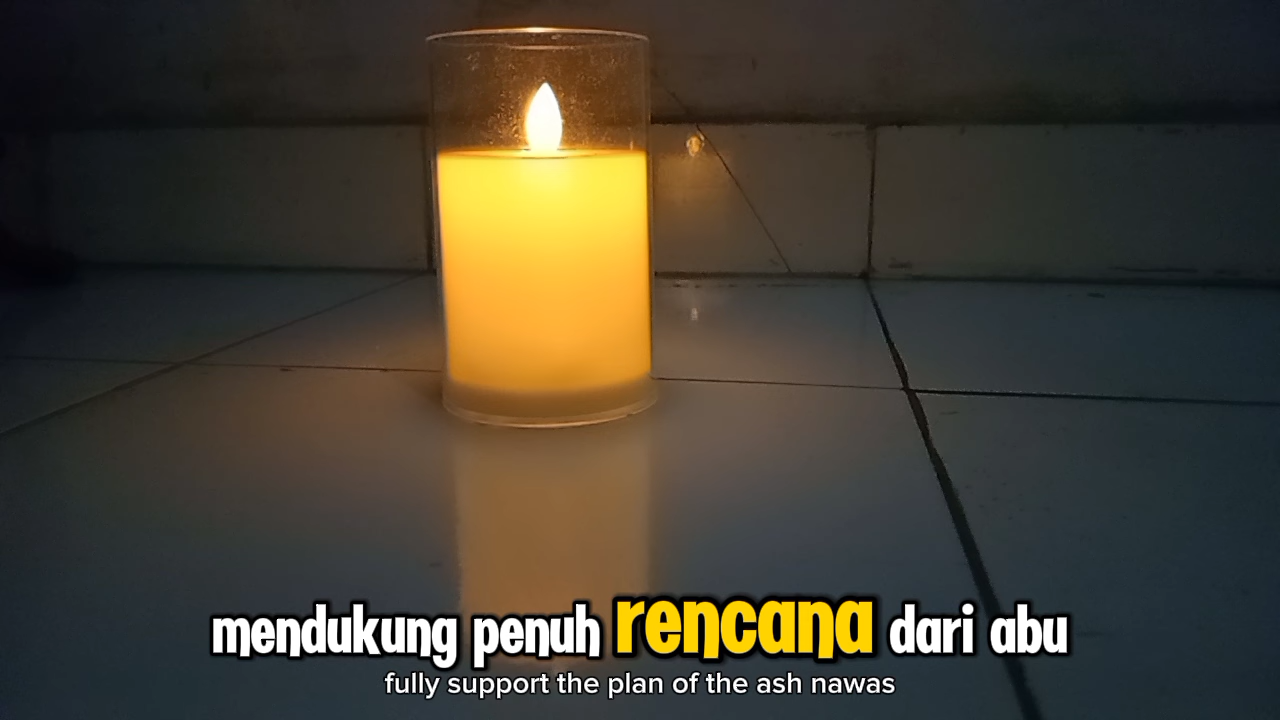 mendukung penuh rencana dari abu
fully support the plan of the ash nawas